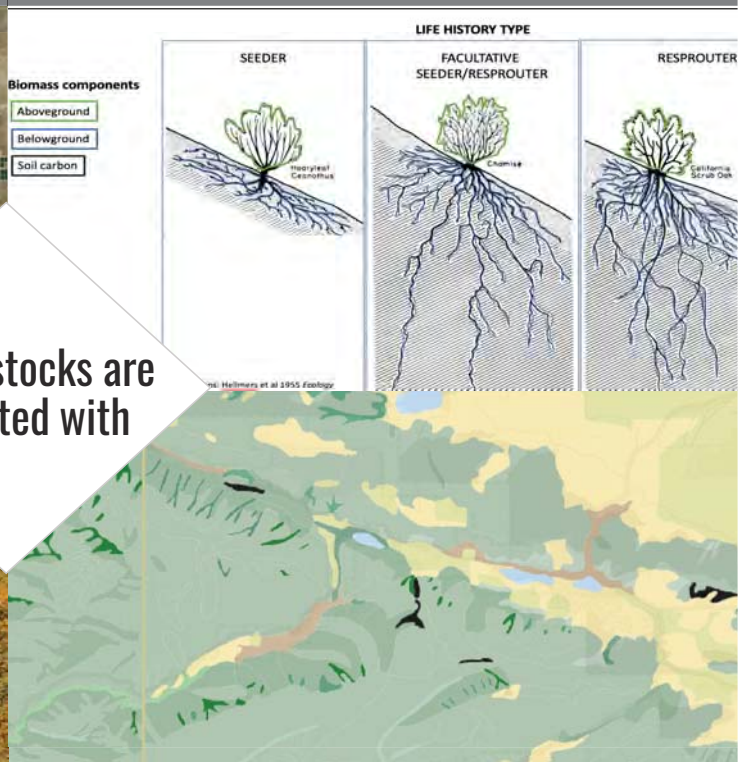 LIFE HISTORY TYPE
SEEDER
FACULTATIVE
SEEDER/RESPROUTER
RESPROUTER
Biomass components
Aboveground
Belowground
Soil carbon
Hoaryleaf
Ceanothus
Chamise
California
Scrub Oak
stocks are
ted with
Hellmers et al 1955 Ecology